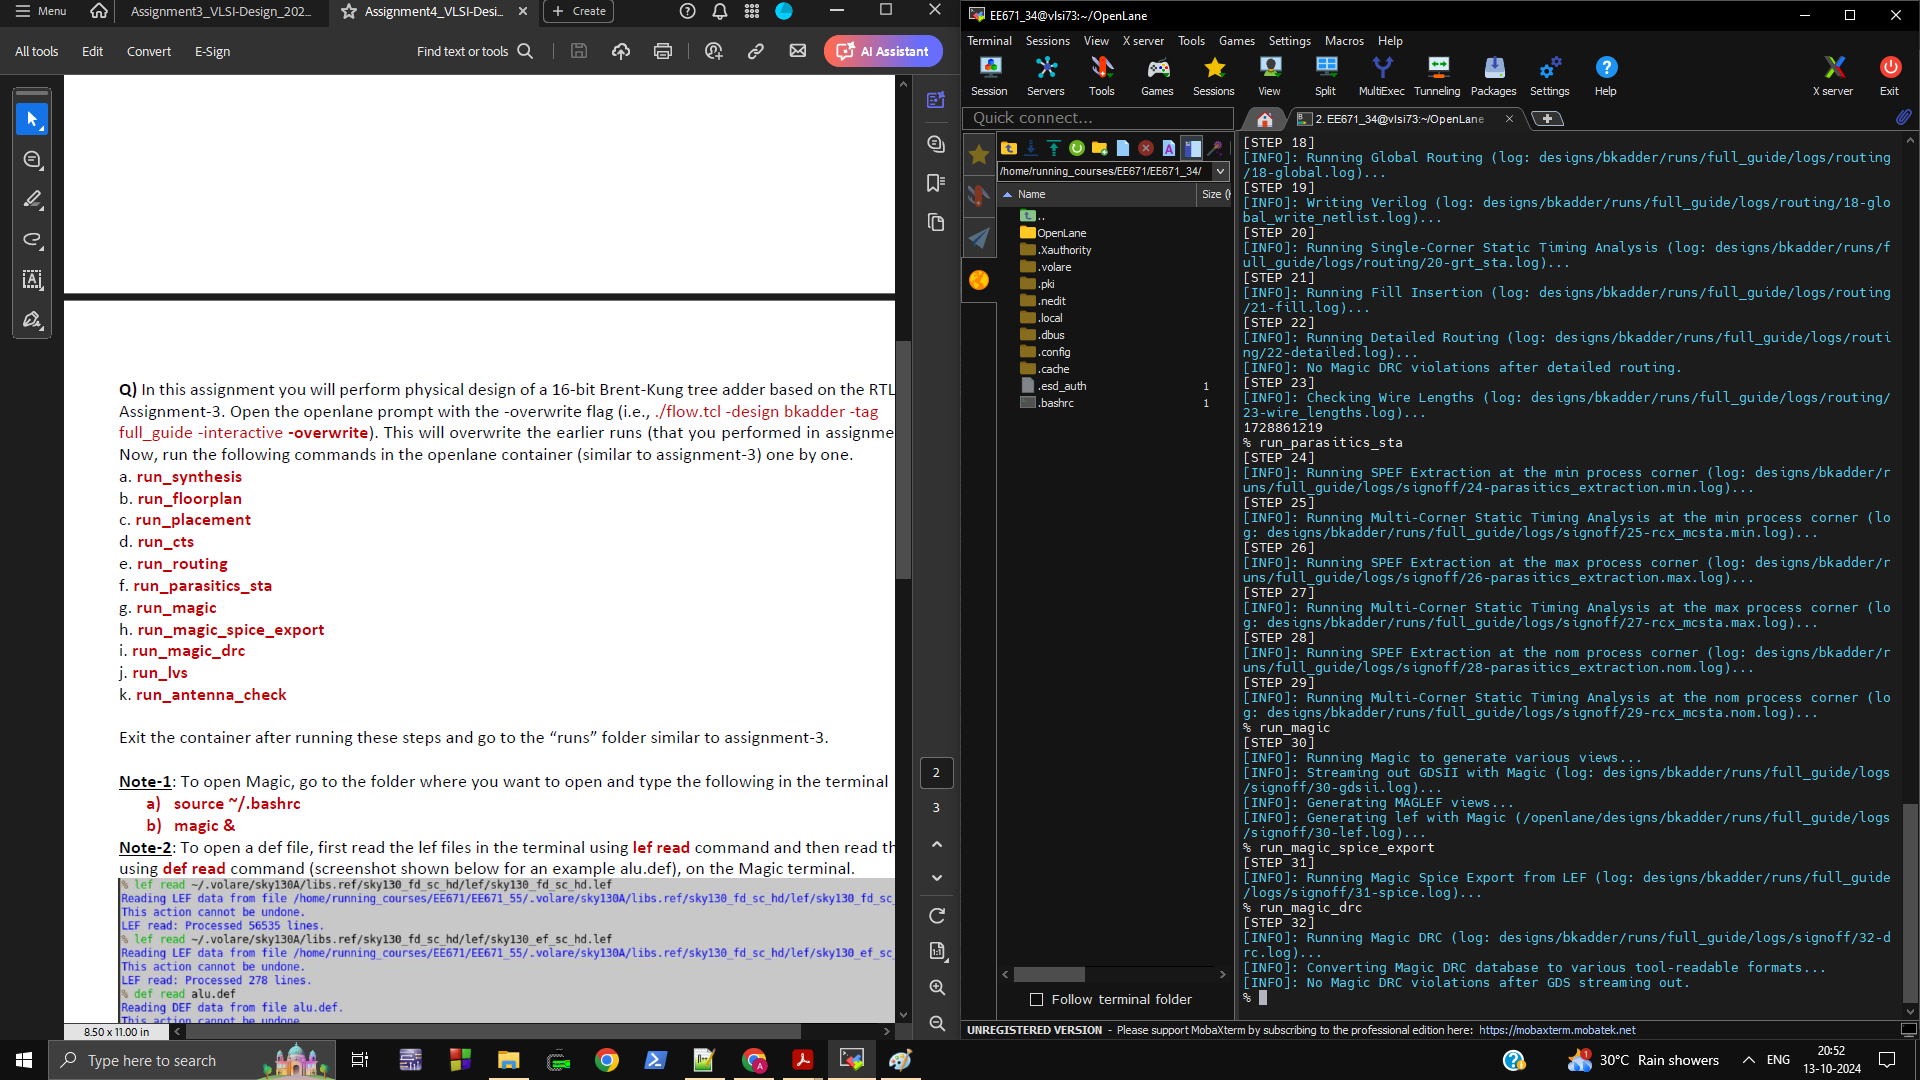 Menu
Assignment3_VLSI-Design_202...
Assignment4_VLSI-Desi...
Create
All tools
Edit
Convert
E-Sign
Find text or tools
AI Assistant
Q) In this assignment you will perform physical design of a 16-bit Brent-Kung tree adder based on the RTL
Assignment-3. Open the openlane prompt with the -overwrite flag (i.e., ./flow.tcl -design bkadder -tag
full_guide -interactive -overwrite). This will overwrite the earlier runs (that you performed in assignme
Now, run the following commands in the openlane container (similar to assignment-3) one by one.
a. run_synthesis
b. run_floorplan
c. run_placement
d. run_cts
e. run_routing
f. run_parasitics_sta
g. run_magic
h. run_magic_spice_export
i. run_magic_drc
j. run_lvs
k. run_antenna_check
Exit the container after running these steps and go to the “runs” folder similar to assignment-3.
Note-1: To open Magic, go to the folder where you want to open and type the following in the terminal
a) source ~/.bashrc
b) magic &
Note-2: To open a def file, first read the lef files in the terminal using lef read command and then read th
using def read command (screenshot shown below for an example alu.def), on the Magic terminal.
% lef read ~/.volare/sky130A/libs.ref/sky130_fd_sc_hd/lef/sky130_fd_sc_hd.lef
Reading LEF data from file /home/running_courses/EE671/EE671_55/.volare/sky130A/libs.ref/sky130_fd_sc_hd/lef/sky130_fd_sc_
This action cannot be undone.
LEF read: Processed 56535 lines.
% lef read ~/.volare/sky130A/libs.ref/sky130_fd_sc_hd/lef/sky130_ef_sc_hd.lef
Reading LEF data from file /home/running_courses/EE671/EE671_55/.volare/sky130A/libs.ref/sky130_fd_sc_hd/lef/sky130_ef_sc_
This action cannot be undone.
LEF read: Processed 278 lines.
% def read alu.def
Reading DEF data from file alu.def.
This action cannot be undone.
8.50 x 11.00 in
2
3
EE671_34@vlsi73:~/OpenLane
Terminal Sessions View X server Tools Games Settings Macros Help
Session Servers Tools Games Sessions View Split MultiExec Tunneling Packages Settings Help X server Exit
Quick connect...
2. EE671_34@vlsi73:~/OpenLane
/home/running_courses/EE671/EE671_34/
Name Size (
..
OpenLane
.Xauthority
.volare
.pki
.nedit
.local
.dbus
.config
.cache
.esd_auth 1
.bashrc 1
Follow terminal folder
[STEP 18]
[INFO]: Running Global Routing (log: designs/bkadder/runs/full_guide/logs/routing
/18-global.log)...
[STEP 19]
[INFO]: Writing Verilog (log: designs/bkadder/runs/full_guide/logs/routing/18-glo
bal_write_netlist.log)...
[STEP 20]
[INFO]: Running Single-Corner Static Timing Analysis (log: designs/bkadder/runs/f
ull_guide/logs/routing/20-grt_sta.log)...
[STEP 21]
[INFO]: Running Fill Insertion (log: designs/bkadder/runs/full_guide/logs/routing
/21-fill.log)...
[STEP 22]
[INFO]: Running Detailed Routing (log: designs/bkadder/runs/full_guide/logs/routi
ng/22-detailed.log)...
[INFO]: No Magic DRC violations after detailed routing.
[STEP 23]
[INFO]: Checking Wire Lengths (log: designs/bkadder/runs/full_guide/logs/routing/
23-wire_lengths.log)...
1728861219
% run_parasitics_sta
[STEP 24]
[INFO]: Running SPEF Extraction at the min process corner (log: designs/bkadder/r
uns/full_guide/logs/signoff/24-parasitics_extraction.min.log)...
[STEP 25]
[INFO]: Running Multi-Corner Static Timing Analysis at the min process corner (lo
g: designs/bkadder/runs/full_guide/logs/signoff/25-rcx_mcsta.min.log)...
[STEP 26]
[INFO]: Running SPEF Extraction at the max process corner (log: designs/bkadder/r
uns/full_guide/logs/signoff/26-parasitics_extraction.max.log)...
[STEP 27]
[INFO]: Running Multi-Corner Static Timing Analysis at the max process corner (lo
g: designs/bkadder/runs/full_guide/logs/signoff/27-rcx_mcsta.max.log)...
[STEP 28]
[INFO]: Running SPEF Extraction at the nom process corner (log: designs/bkadder/r
uns/full_guide/logs/signoff/28-parasitics_extraction.nom.log)...
[STEP 29]
[INFO]: Running Multi-Corner Static Timing Analysis at the nom process corner (lo
g: designs/bkadder/runs/full_guide/logs/signoff/29-rcx_mcsta.nom.log)...
% run_magic
[STEP 30]
[INFO]: Running Magic to generate various views...
[INFO]: Streaming out GDSII with Magic (log: designs/bkadder/runs/full_guide/logs
/signoff/30-gdsii.log)...
[INFO]: Generating MAGLEF views...
[INFO]: Generating lef with Magic (/openlane/designs/bkadder/runs/full_guide/logs
/signoff/30-lef.log)...
% run_magic_spice_export
[STEP 31]
[INFO]: Running Magic Spice Export from LEF (log: designs/bkadder/runs/full_guide
/logs/signoff/31-spice.log)...
% run_magic_drc
[STEP 32]
[INFO]: Running Magic DRC (log: designs/bkadder/runs/full_guide/logs/signoff/32-d
rc.log)...
[INFO]: Converting Magic DRC database to various tool-readable formats...
[INFO]: No Magic DRC violations after GDS streaming out.
%
UNREGISTERED VERSION - Please support MobaXterm by subscribing to the professional edition here: https://mobaxterm.mobatek.net
Type here to search
30°C Rain showers
ENG
20:52
13-10-2024